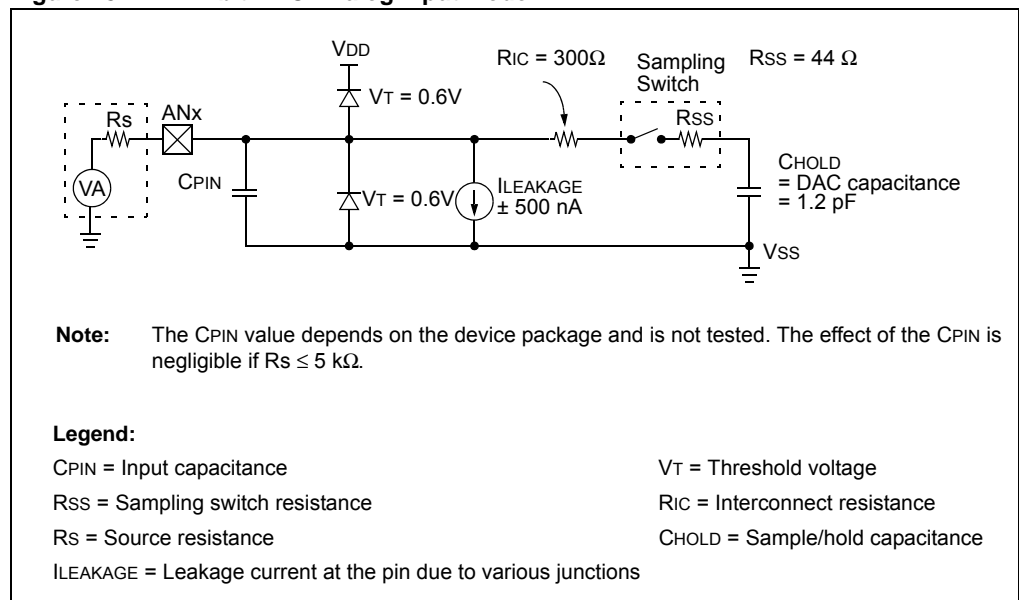 VDD
RIC = 300Ω
Sampling
Switch
RSS = 44 Ω
VT = 0.6V
Rs
ANx
RSS
VA
CPIN
VT = 0.6V
ILEAKAGE
± 500 nA
CHOLD
= DAC capacitance
= 1.2 pF
VSS
Note: The CPIN value depends on the device package and is not tested. The effect of the CPIN is
negligible if Rs ≤ 5 kΩ.
Legend:
CPIN = Input capacitance
VT = Threshold voltage
RSS = Sampling switch resistance
RIC = Interconnect resistance
RS = Source resistance
CHOLD = Sample/hold capacitance
ILEAKAGE = Leakage current at the pin due to various junctions